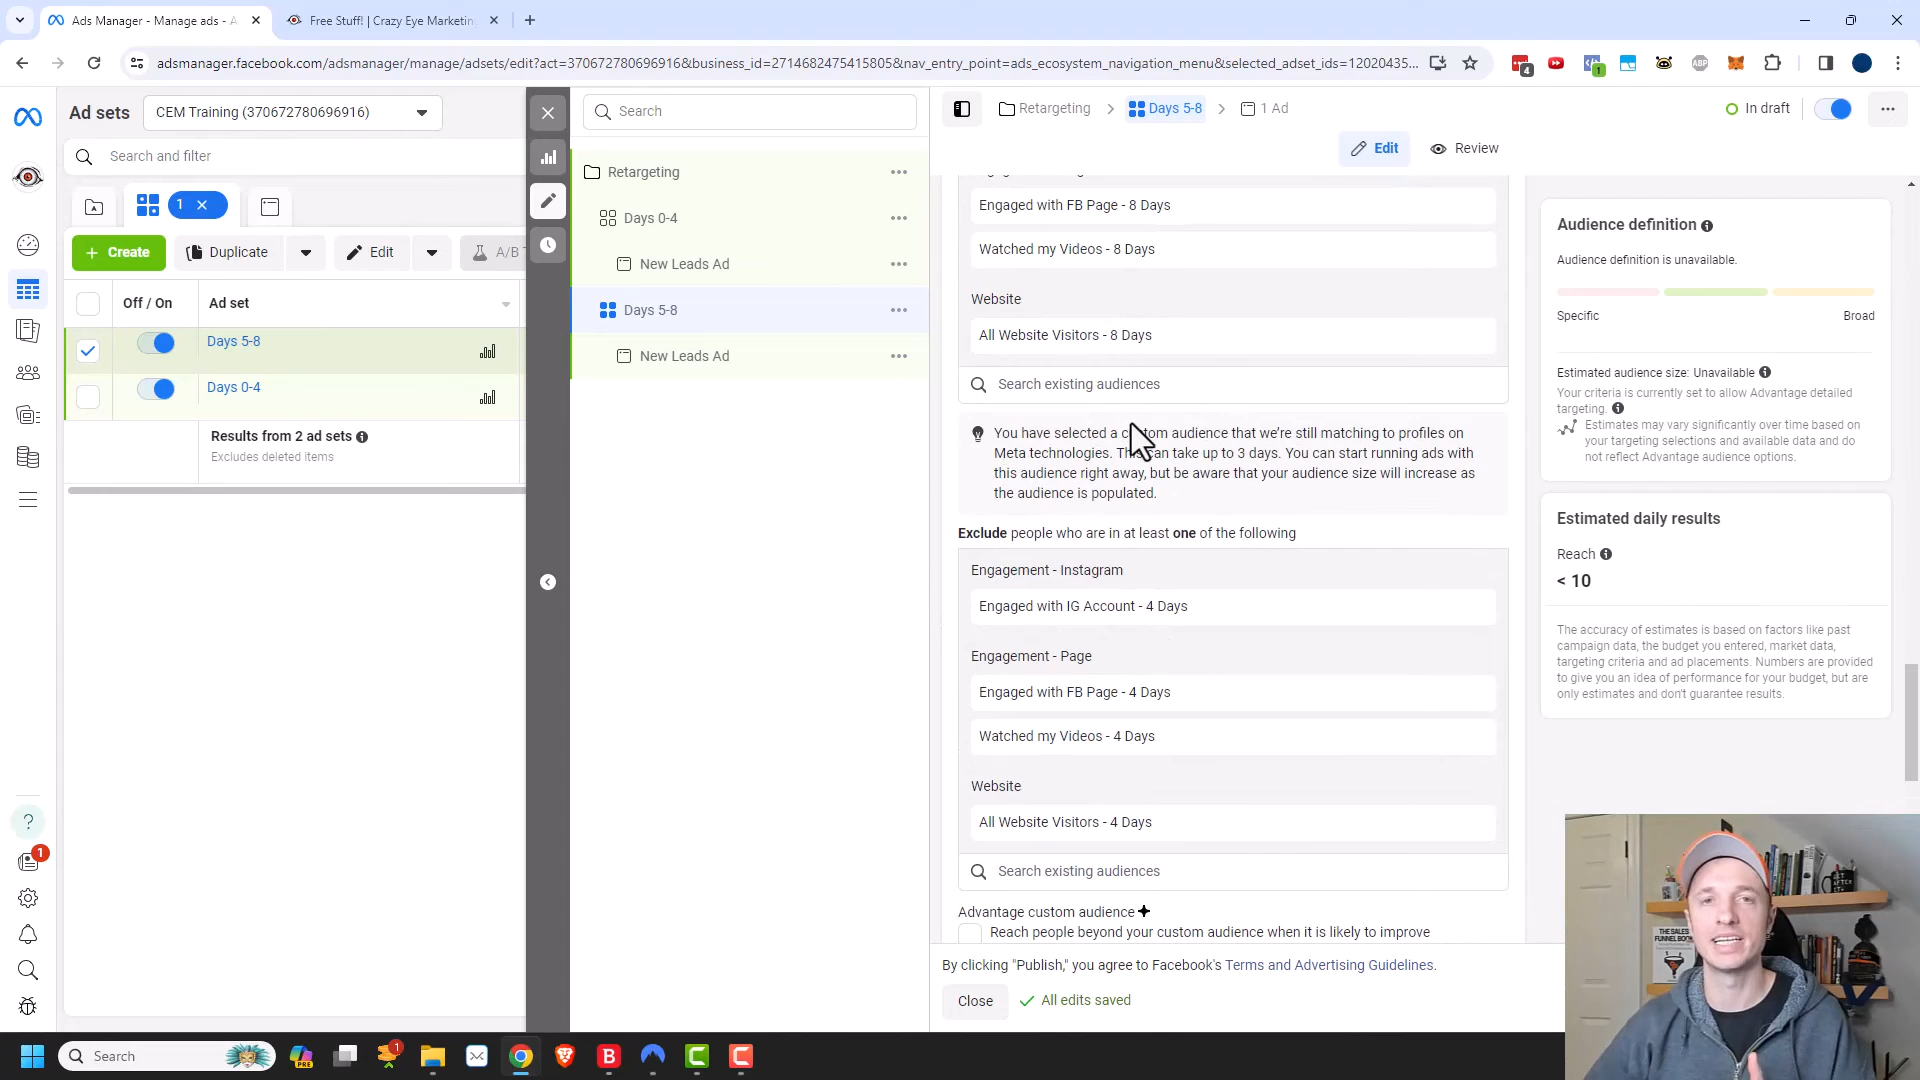 Ads Manager - Manage ads - A
Free Stuff! | Crazy Eye Marketin
adsmanager.facebook.com/adsmanager/manage/adsets/edit?act=370672780696916&business_id=2714682475415805&nav_entry_point=ads_ecosystem_navigation_menu&selected_adset_ids=12020435...
4
1
ABP
Ad sets
CEM Training (370672780696916)
Search
Retargeting
Days 5-8
1 Ad
In draft
Search and filter
Edit
Review
1
Create
Duplicate
Edit
A/B T
Off / On
Ad set
Days 5-8
Days 0-4
Results from 2 ad sets
Excludes deleted items
Retargeting
Days 0-4
New Leads Ad
Days 5-8
New Leads Ad
Engaged with FB Page - 8 Days
Watched my Videos - 8 Days
Website
All Website Visitors - 8 Days
Search existing audiences
You have selected a custom audience that we're still matching to profiles on
Meta technologies. This can take up to 3 days. You can start running ads with
this audience right away, but be aware that your audience size will increase as
the audience is populated.
Exclude people who are in at least one of the following
Engagement - Instagram
Engaged with IG Account - 4 Days
Engagement - Page
Engaged with FB Page - 4 Days
Watched my Videos - 4 Days
Website
All Website Visitors - 4 Days
Search existing audiences
Advantage custom audience
Reach people beyond your custom audience when it is likely to improve
By clicking "Publish," you agree to Facebook's Terms and Advertising Guidelines.
Close
All edits saved
Audience definition
Audience definition is unavailable.
Specific
Broad
Estimated audience size: Unavailable
Your criteria is currently set to allow Advantage detailed
targeting.
Estimates may vary significantly over time based on
your targeting selections and available data and do
not reflect Advantage audience options.
Estimated daily results
Reach
< 10
The accuracy of estimates is based on factors like past
campaign data, the budget you entered, market data,
targeting criteria and ad placements. Numbers are provided
to give you an idea of performance for your budget, but are
only estimates and don't guarantee results.
1
THE SALES
FUNNEL BOOK
Search
PRE
1